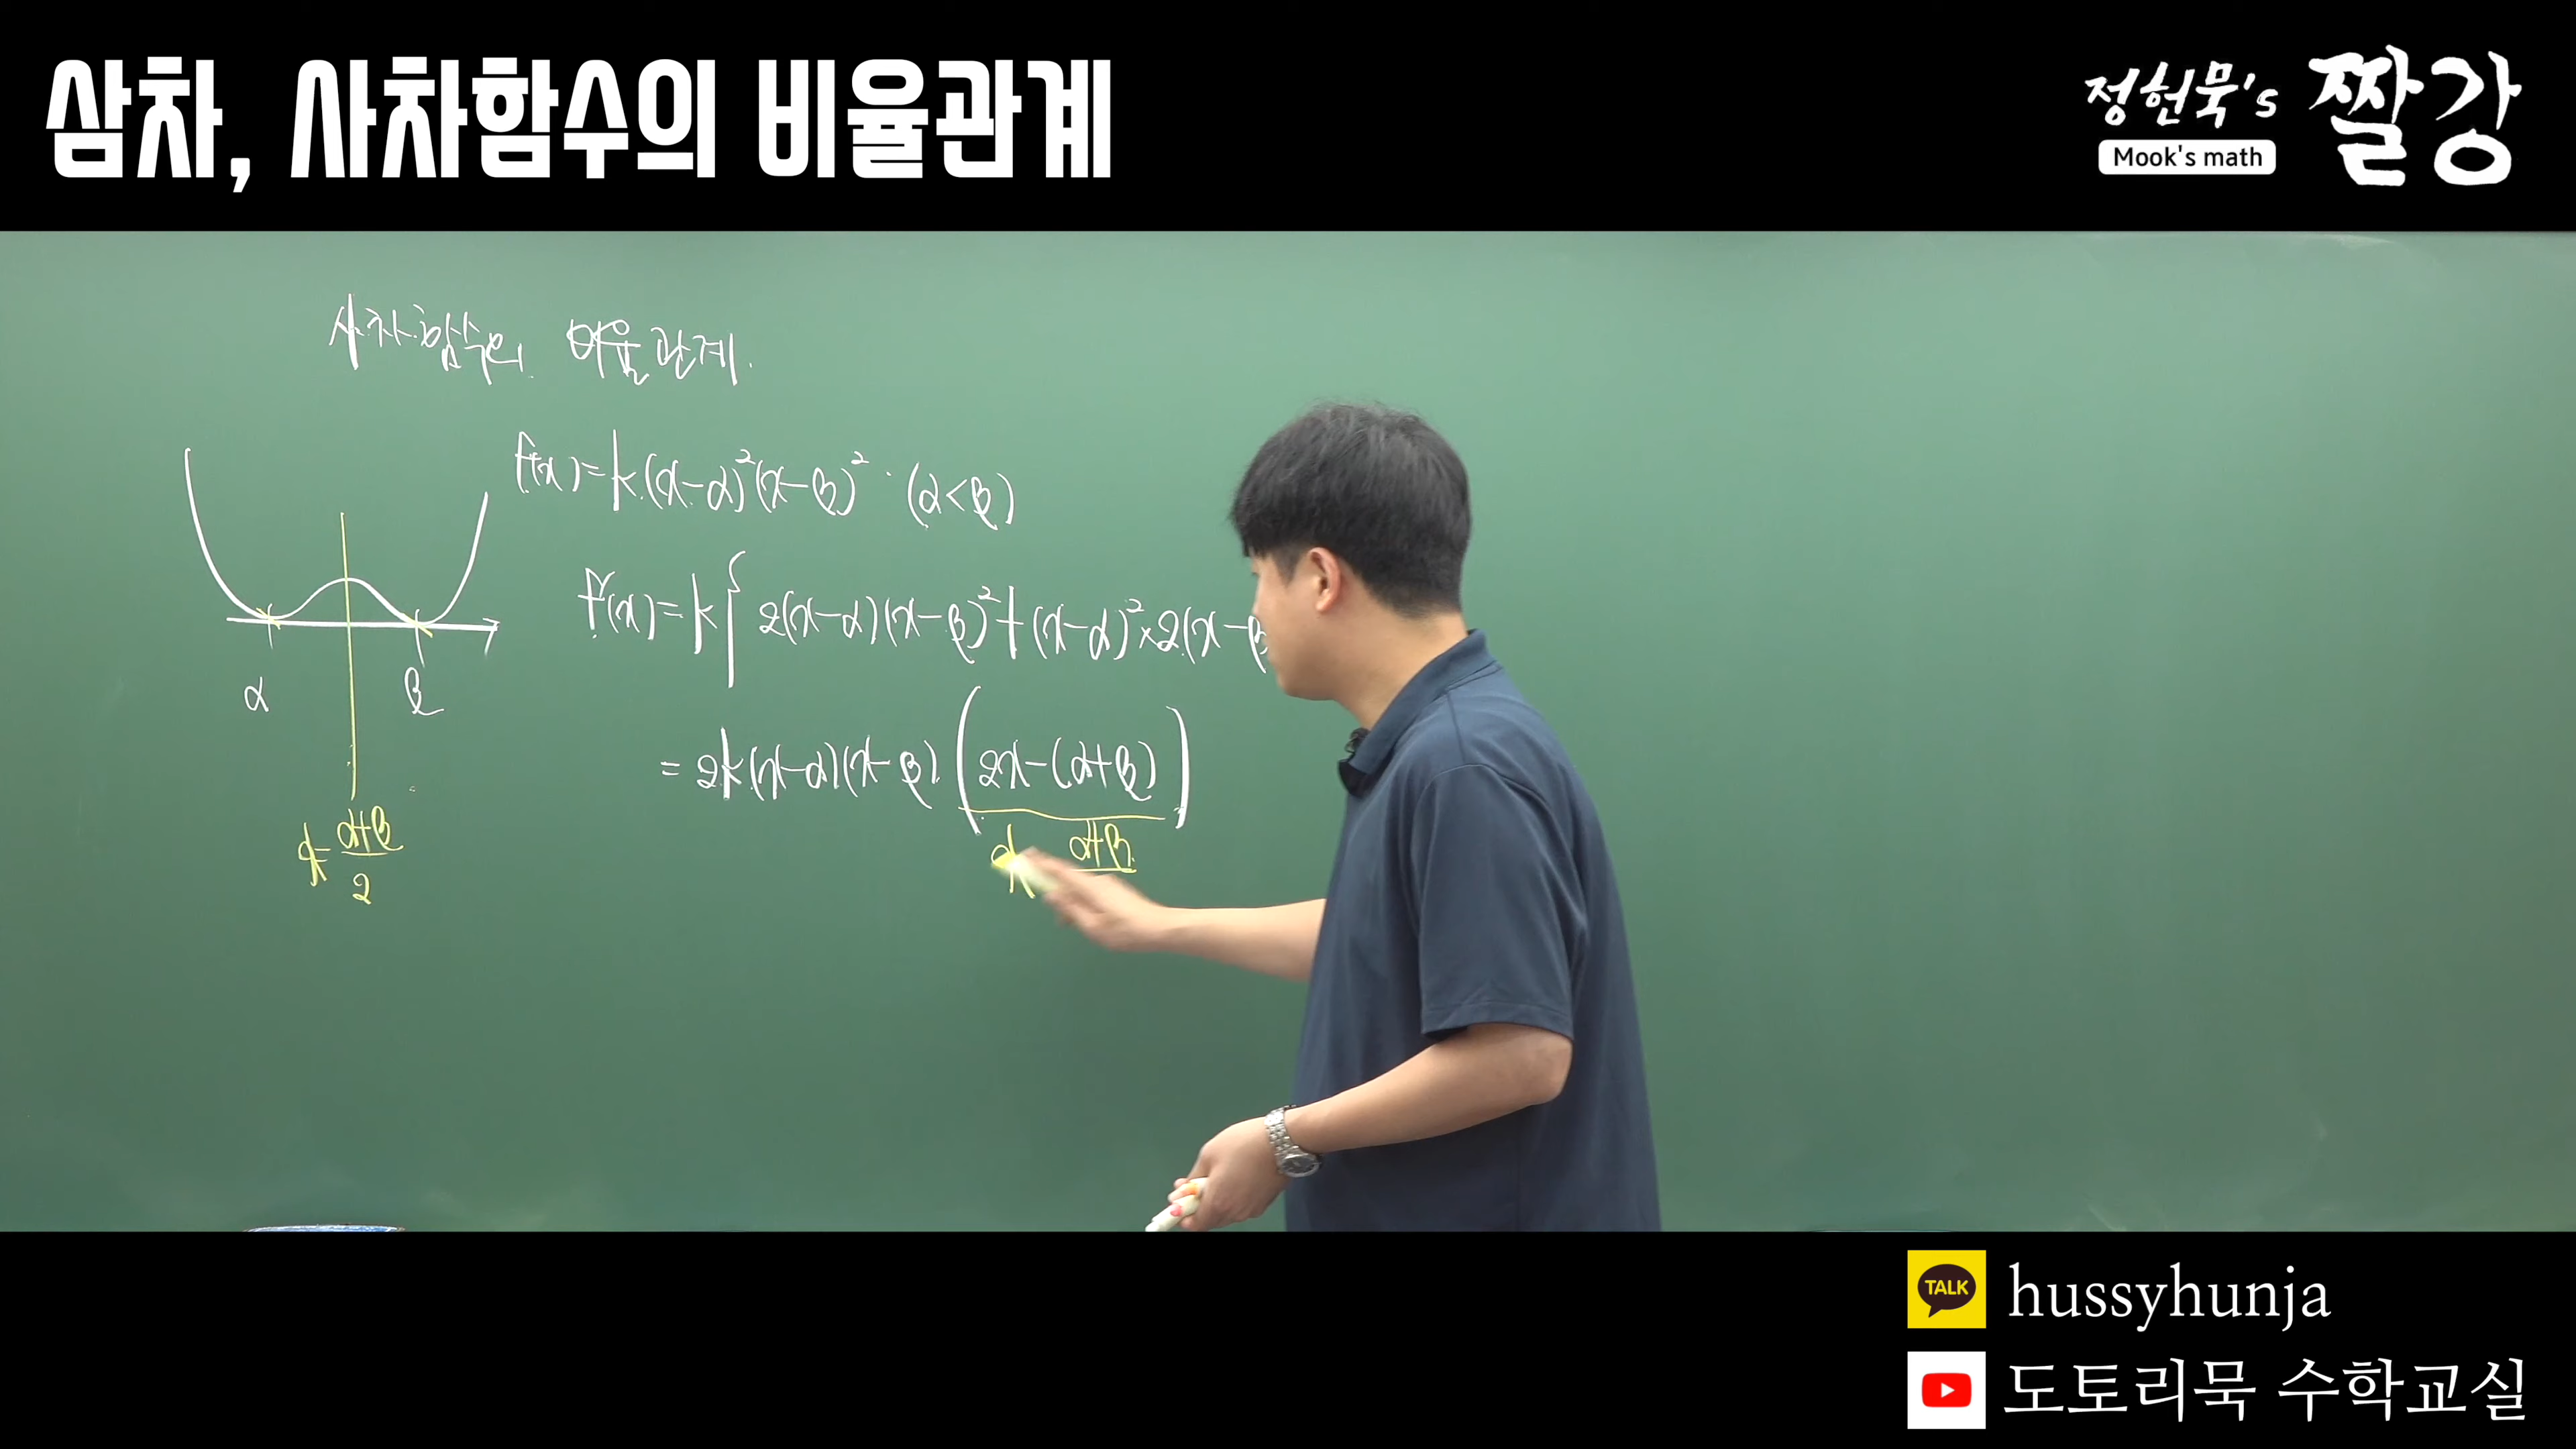 삼차, 사차함수의 비율관계
정헌묵's 짤강
Mook's math
사차함수의 비율관계.
f(x)=k(x-α)²(x-β)² (α<β)
f'(x)=k{2(x-α)(x-β)²+(x-α)²×2(x-β
=2k(x-α)(x-β)(2x-(α+β))
α β
x=α+β/2
x α+β
TALK hussyhunja
도토리묵 수학교실